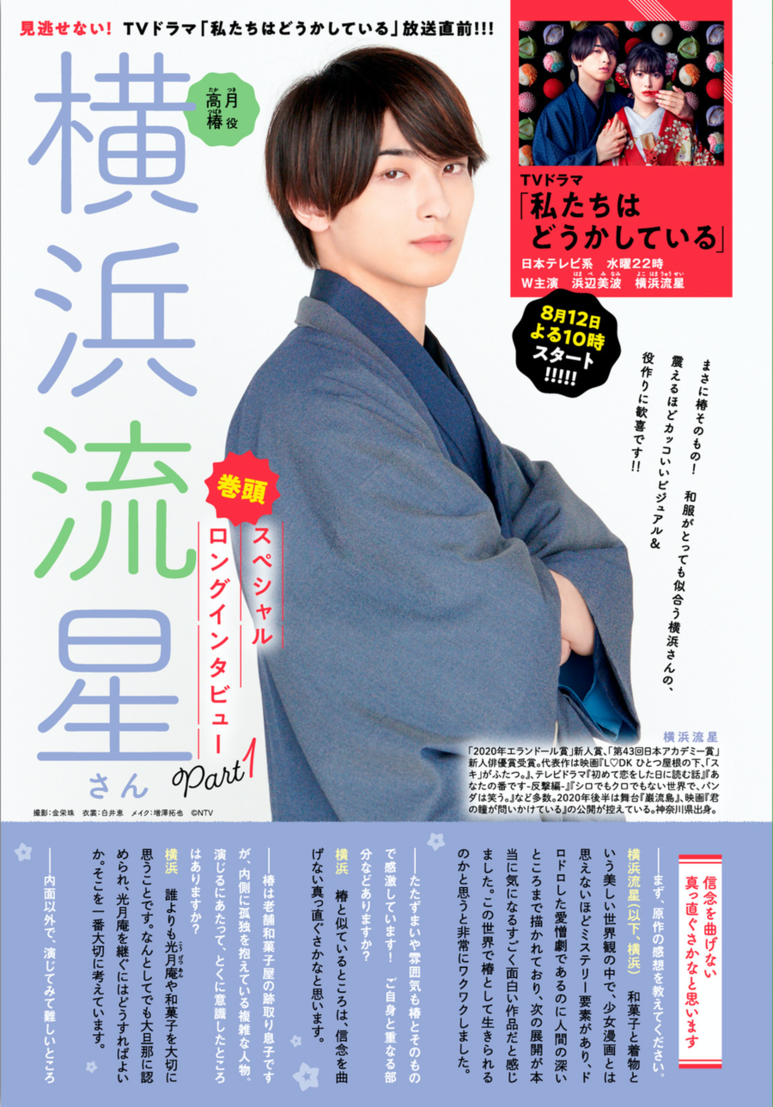 見逃せない! TVドラマ「私たちはどうかしている」放送直前!!!
高月
椿 役
たか つき
つばき
横浜流星
さん
巻頭
スペシャル
ロングインタビュー
Part1
撮影:金栄珠 衣裳:白井恵 メイク:増澤拓也 ©NTV
TVドラマ
「私たちは
どうかしている」
日本テレビ系 水曜22時
はま べ み なみ よこ はま りゅう せい
W主演 浜辺美波 横浜流星
8月12日
よる10時
スタート
!!!!!
まさに椿そのもの! 和服がとっても似合う横浜さんの、
震えるほどカッコいいビジュアル&
役作りに歓喜です!!
横浜流星
「2020年エランドール賞」新人賞、「第43回日本アカデミー賞」
新人俳優賞受賞。代表作は映画『L♡DK ひとつ屋根の下、「ス
キ」がふたつ。』、テレビドラマ『初めて恋をした日に読む話』『あ
なたの番です-反撃編-』『シロでもクロでもない世界で、パン
ダは笑う。』など多数。2020年後半は舞台『巌流島』、映画『君
の瞳が問いかけている』の公開が控えている。神奈川県出身。
信念を曲げない
真っ直ぐさかなと思います
――まず、原作の感想を教えてください。
横浜流星(以下、横浜) 和菓子と着物と
いう美しい世界観の中で、少女漫画とは
思えないほどミステリー要素があり、ド
ロドロした愛憎劇であるのに人間の深い
ところまで描かれており、次の展開が本
当に気になるすごく面白い作品だと感じ
ました。この世界で椿として生きられる
のかと思うと非常にワクワクしました。
――たたずまいや雰囲気も椿とそのもの
で感激しています! ご自身と重なる部
分などありますか?
横浜 椿と似ているところは、信念を曲
げない真っ直ぐさかなと思います。
――椿は老舗和菓子屋の跡取り息子です
が、内側に孤独を抱えている複雑な人物。
演じるにあたって、とくに意識したところ
はありますか?
横浜 誰よりも光月庵や和菓子を大切に
こうげつあん
思うことです。なんとしてでも大旦那に認
められ、光月庵を継ぐにはどうすればよい
か。そこを一番大切に考えています。
――内面以外で、演じてみて難しいところ